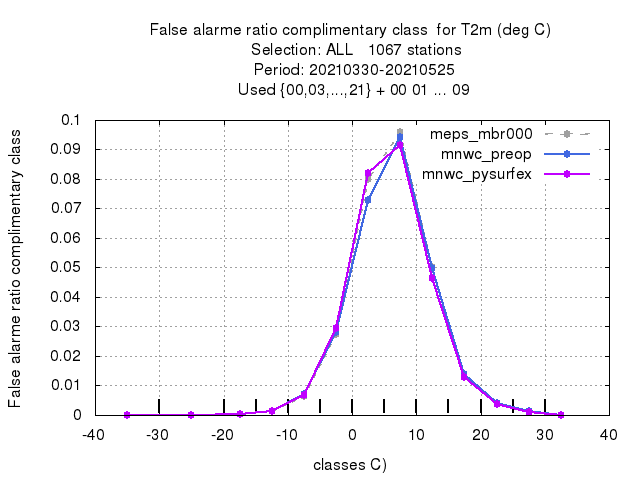 False alarme ratio complimentary class  for T2m (deg C)
Selection: ALL   1067 stations
Period: 20210330-20210525
Used {00,03,...,21} + 00 01 ... 09
False alarme ratio complimentary class
0.1
0.09
0.08
0.07
0.06
0.05
0.04
0.03
0.02
0.01
0
meps_mbr000
mnwc_preop
mnwc_pysurfex
-40 -30 -20 -10 0 10 20 30 40
classes C)